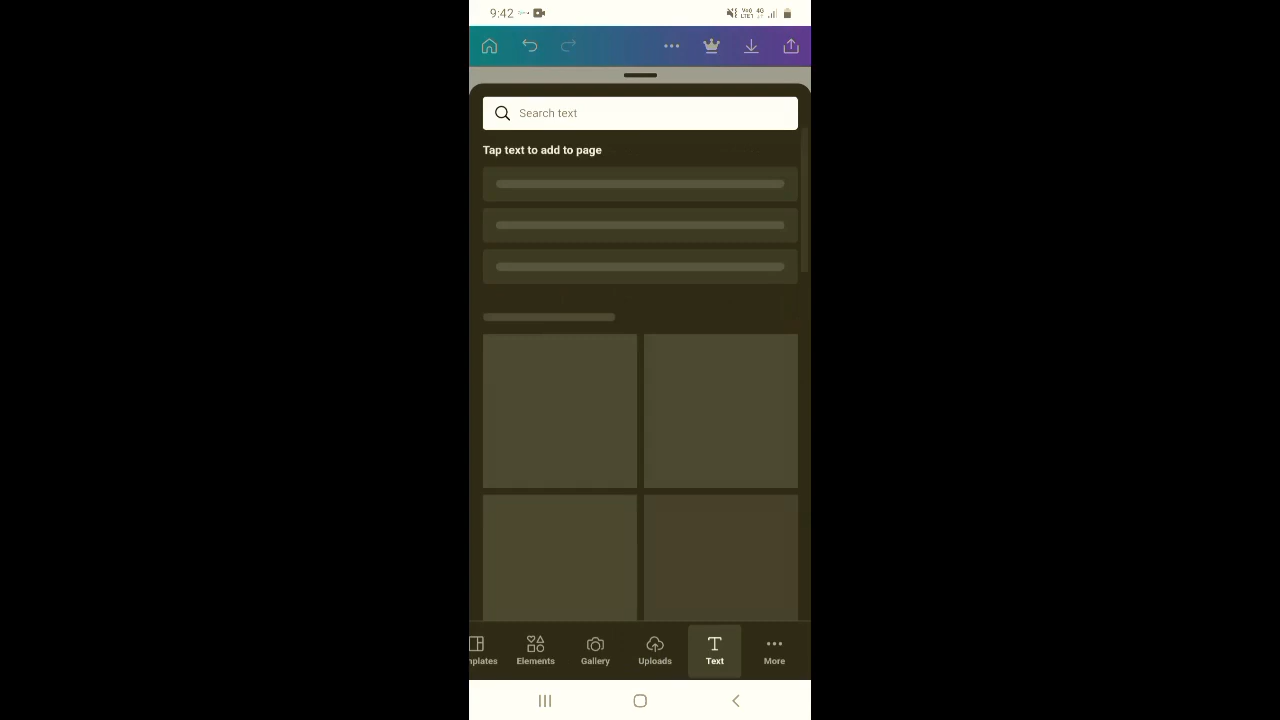 9:42
Search text
Tap text to add to page
nplates Elements Gallery Uploads Text More